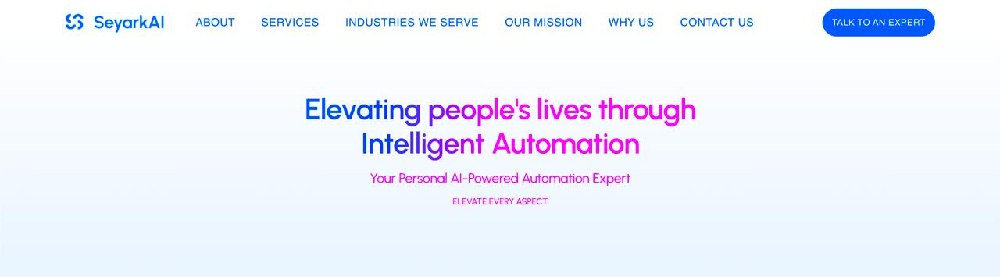 SeyarkAI ABOUT SERVICES INDUSTRIES WE SERVE OUR MISSION WHY US CONTACT US TALK TO AN EXPERT
Elevating people's lives through
Intelligent Automation
Your Personal AI-Powered Automation Expert
ELEVATE EVERY ASPECT